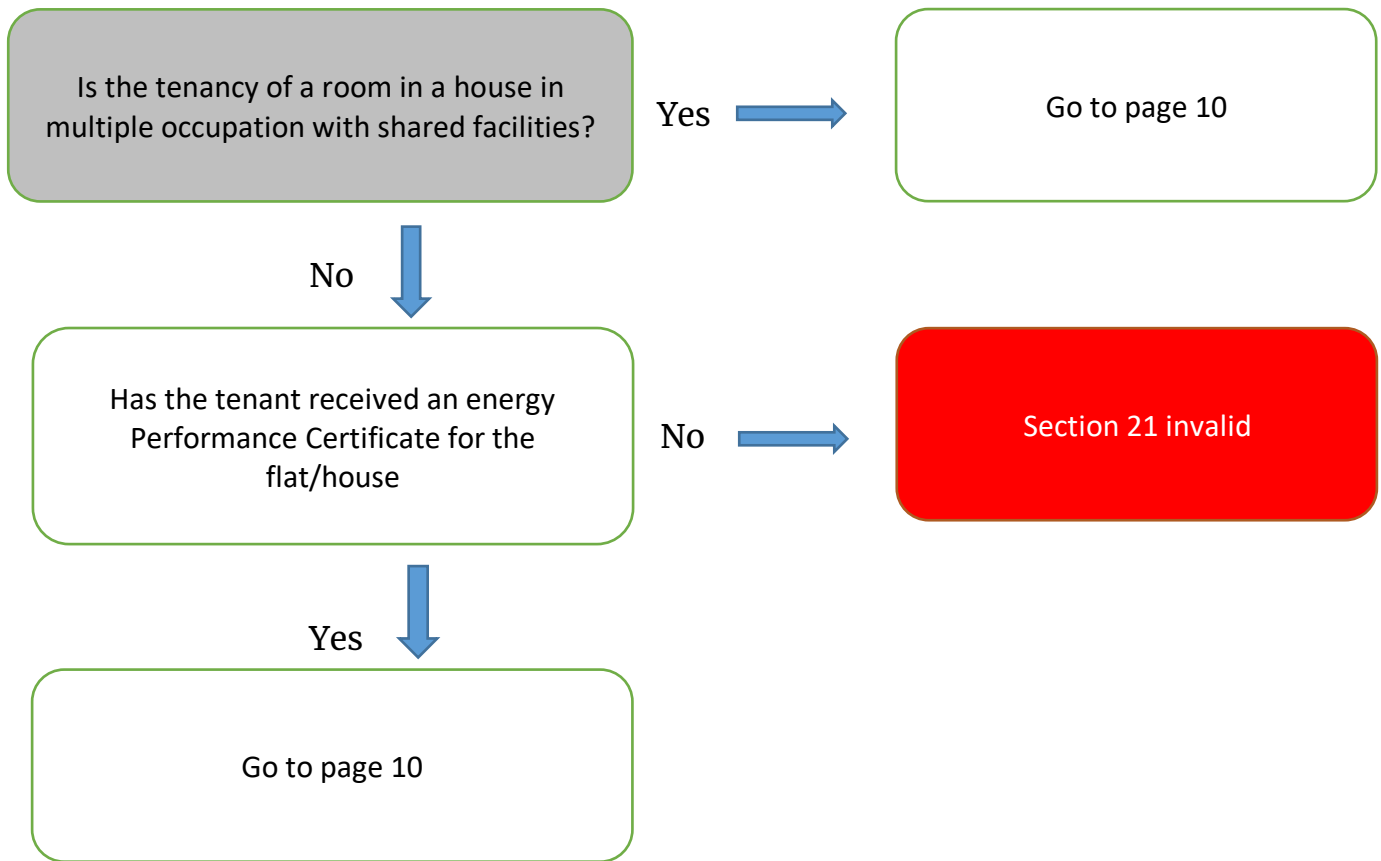 Is the tenancy of a room in a house in
multiple occupation with shared facilities?
Yes
Go to page 10
No
Has the tenant received an energy
Performance Certificate for the
flat/house
No
Section 21 invalid
Yes
Go to page 10